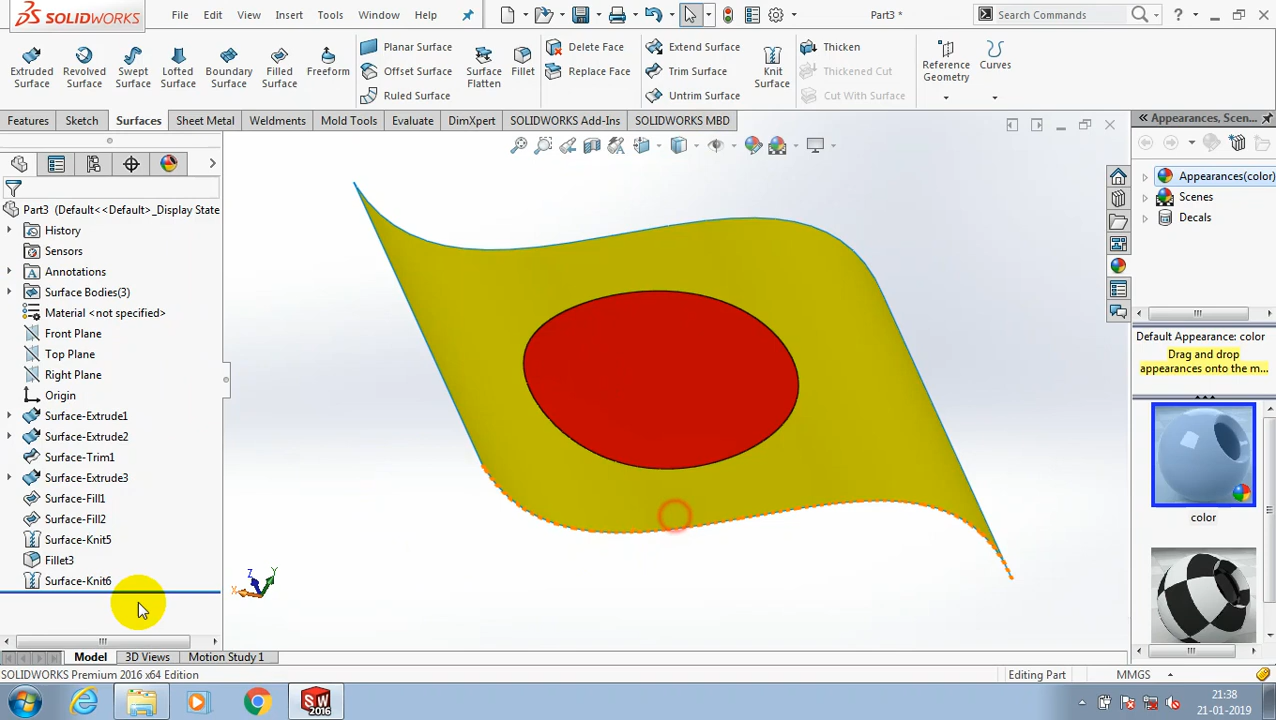 SOLIDWORKS
File Edit View Insert Tools Window Help
Part3 *
Search Commands
Extruded Surface
Revolved Surface
Swept Surface
Lofted Surface
Boundary Surface
Filled Surface
Freeform
Planar Surface
Offset Surface
Ruled Surface
Surface Flatten
Fillet
Delete Face
Replace Face
Extend Surface
Trim Surface
Untrim Surface
Knit Surface
Thicken
Thickened Cut
Cut With Surface
Reference Geometry
Curves
Features Sketch Surfaces Sheet Metal Weldments Mold Tools Evaluate DimXpert SOLIDWORKS Add-Ins SOLIDWORKS MBD
Part3 (Default<<Default>_Display State
History
Sensors
Annotations
Surface Bodies(3)
Material <not specified>
Front Plane
Top Plane
Right Plane
Origin
Surface-Extrude1
Surface-Extrude2
Surface-Trim1
Surface-Extrude3
Surface-Fill1
Surface-Fill2
Surface-Knit5
Fillet3
Surface-Knit6
Z Y X
Appearances, Scen...
Appearances(color)
Scenes
Decals
Default Appearance: color
Drag and drop
appearances onto the m...
color
Model 3D Views Motion Study 1
SOLIDWORKS Premium 2016 x64 Edition
Editing Part
MMGS
SW
2016
21:38
21-01-2019